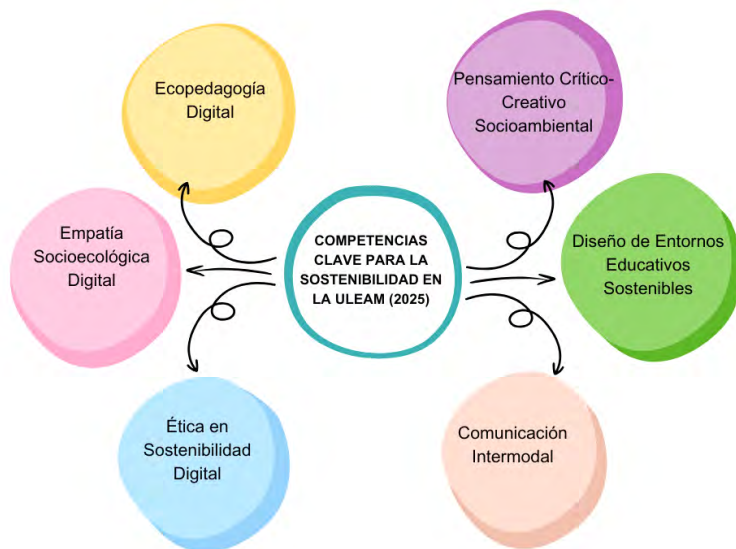 Ecopedagogía
Digital
Pensamiento Crítico-
Creativo
Socioambiental
Empatía
Socioecológica
Digital
COMPETENCIAS
CLAVE PARA LA
SOSTENIBILIDAD EN
LA ULEAM (2025)
Diseño de Entornos
Educativos
Sostenibles
Ética en
Sostenibilidad
Digital
Comunicación
Intermodal